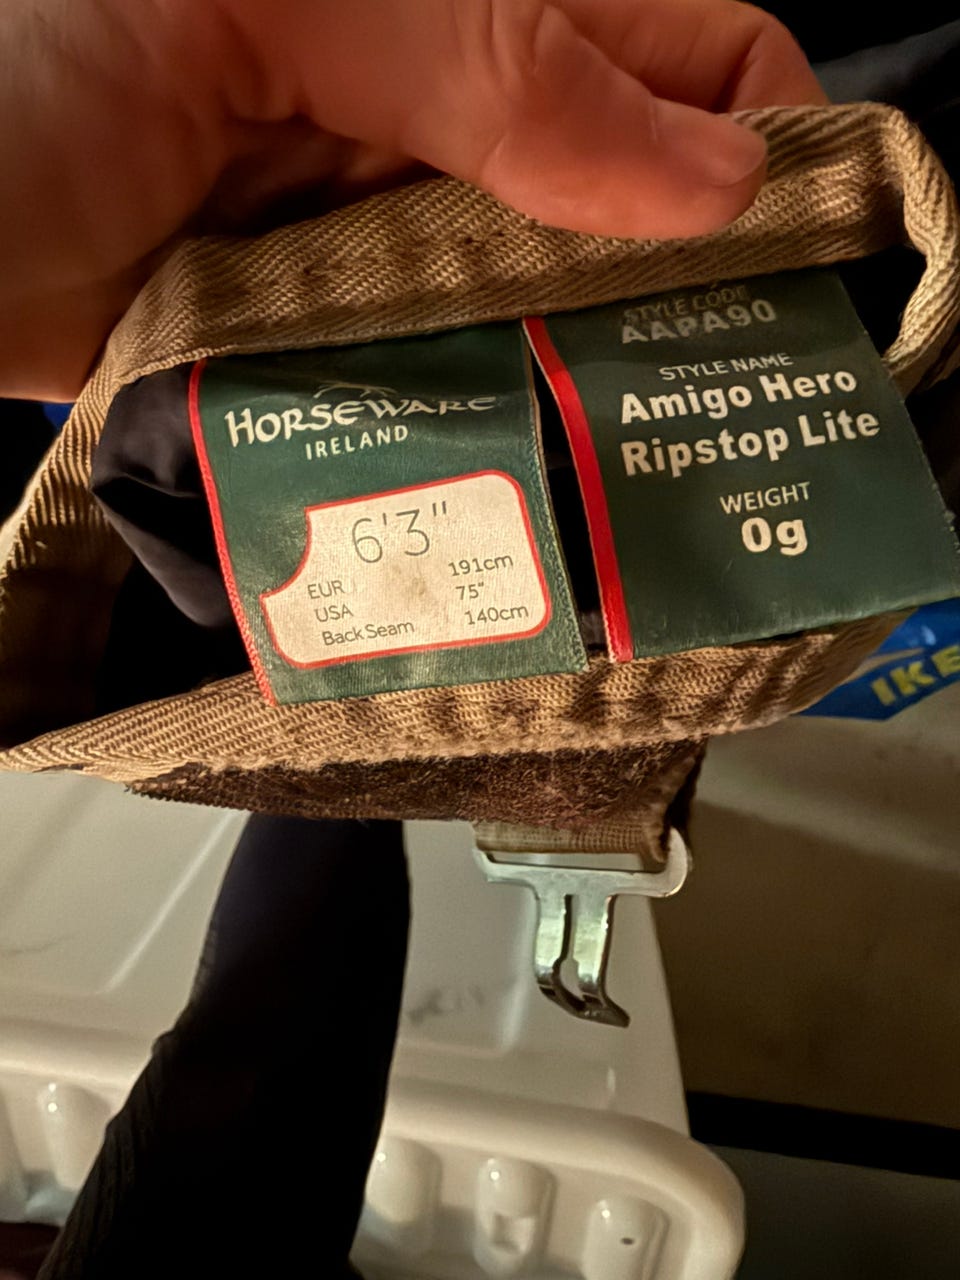 HORSEWARE
IRELAND
6'3"
EUR 191cm
USA 75"
Back Seam 140cm
STYLE CODE
AAPA90
STYLE NAME
Amigo Hero
Ripstop Lite
WEIGHT
0g
IKE